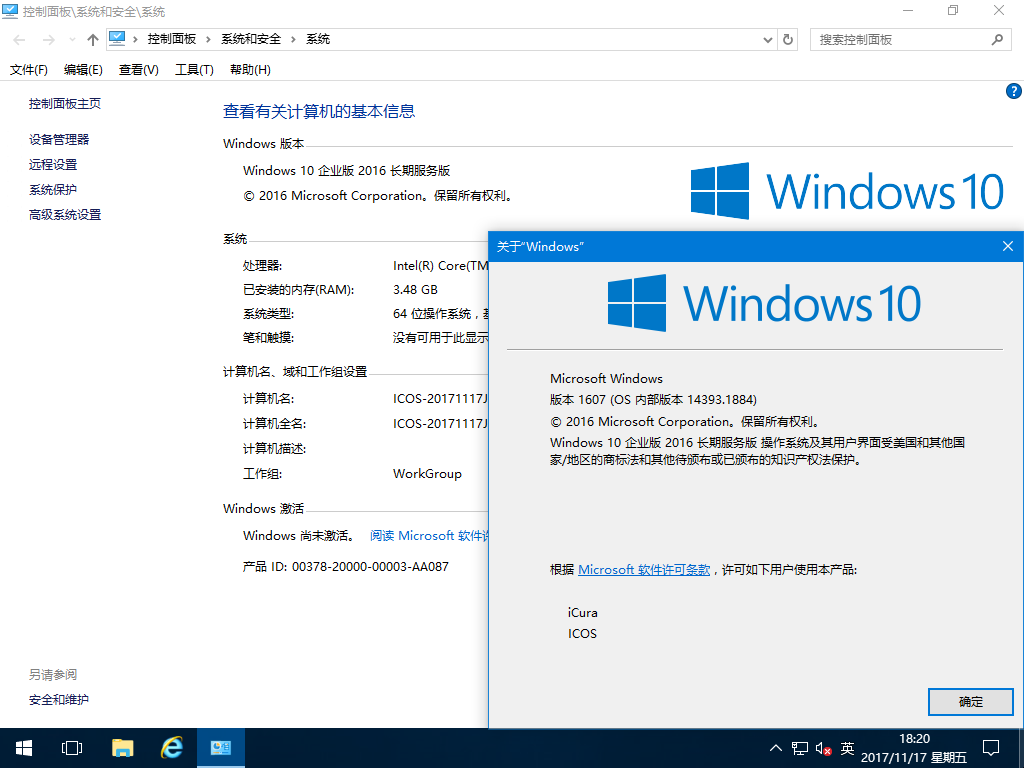 控制面板\系统和安全\系统
控制面板 › 系统和安全 › 系统
搜索控制面板
文件(F) 编辑(E) 查看(V) 工具(T) 帮助(H)
控制面板主页
设备管理器
远程设置
系统保护
高级系统设置
查看有关计算机的基本信息
Windows 版本
Windows 10 企业版 2016 长期服务版
© 2016 Microsoft Corporation。保留所有权利。
Windows 10
系统
处理器: Intel(R) Core(TM
已安装的内存(RAM): 3.48 GB
系统类型: 64 位操作系统，
笔和触摸: 没有可用于此显示
计算机名、域和工作组设置
计算机名: ICOS-20171117J
计算机全名: ICOS-20171117J
计算机描述:
工作组: WorkGroup
Windows 激活
Windows 尚未激活。 阅读 Microsoft 软件许
产品 ID: 00378-20000-00003-AA087
另请参阅
安全和维护
关于“Windows”
Windows 10
Microsoft Windows
版本 1607 (OS 内部版本 14393.1884)
© 2016 Microsoft Corporation。保留所有权利。
Windows 10 企业版 2016 长期服务版 操作系统及其用户界面受美国和其他国
家/地区的商标法和其他待颁布或已颁布的知识产权法保护。
根据 Microsoft 软件许可条款，许可如下用户使用本产品:
iCura
ICOS
确定
英
18:20
2017/11/17 星期五